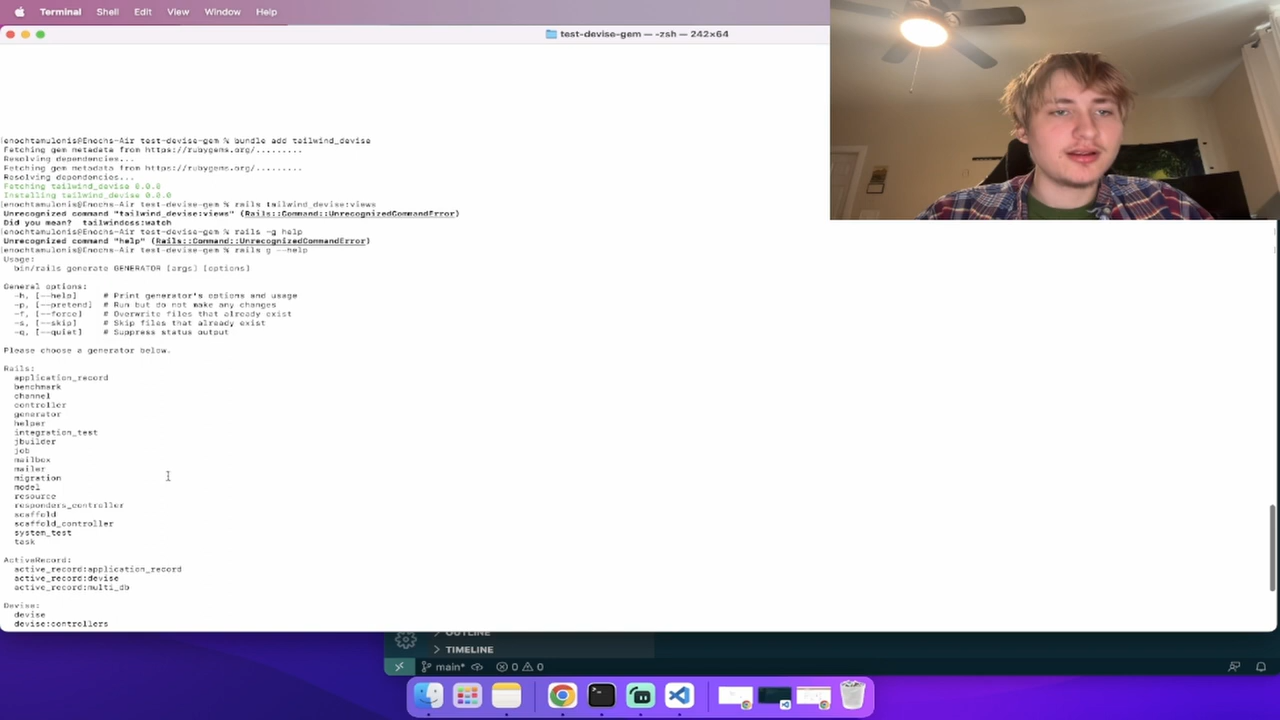 Terminal Shell Edit View Window Help
test-devise-gem — -zsh — 242×64
enochtamulonis@Enochs-Air test-devise-gem % bundle add tailwind_devise
Fetching gem metadata from https://rubygems.org/.........
Resolving dependencies...
Fetching gem metadata from https://rubygems.org/.........
Resolving dependencies...
Fetching tailwind_devise 0.0.0
Installing tailwind_devise 0.0.0
enochtamulonis@Enochs-Air test-devise-gem % rails tailwind_devise:views
Unrecognized command "tailwind_devise:views" (Rails::Command::UnrecognizedCommandError)
Did you mean?  tailwindcss:watch
enochtamulonis@Enochs-Air test-devise-gem % rails -g help
Unrecognized command "help" (Rails::Command::UnrecognizedCommandError)
enochtamulonis@Enochs-Air test-devise-gem % rails g --help
Usage:
bin/rails generate GENERATOR [args] [options]
General options:
-h, [--help]     # Print generator's options and usage
-p, [--pretend]  # Run but do not make any changes
-f, [--force]    # Overwrite files that already exist
-s, [--skip]     # Skip files that already exist
-q, [--quiet]    # Suppress status output
Please choose a generator below.
Rails:
application_record
benchmark
channel
controller
generator
helper
integration_test
jbuilder
job
mailbox
mailer
migration
model
resource
responders_controller
scaffold
scaffold_controller
system_test
task
ActiveRecord:
active_record:application_record
active_record:devise
active_record:multi_db
Devise:
devise
devise:controllers
OUTLINE
TIMELINE
main* 0 0